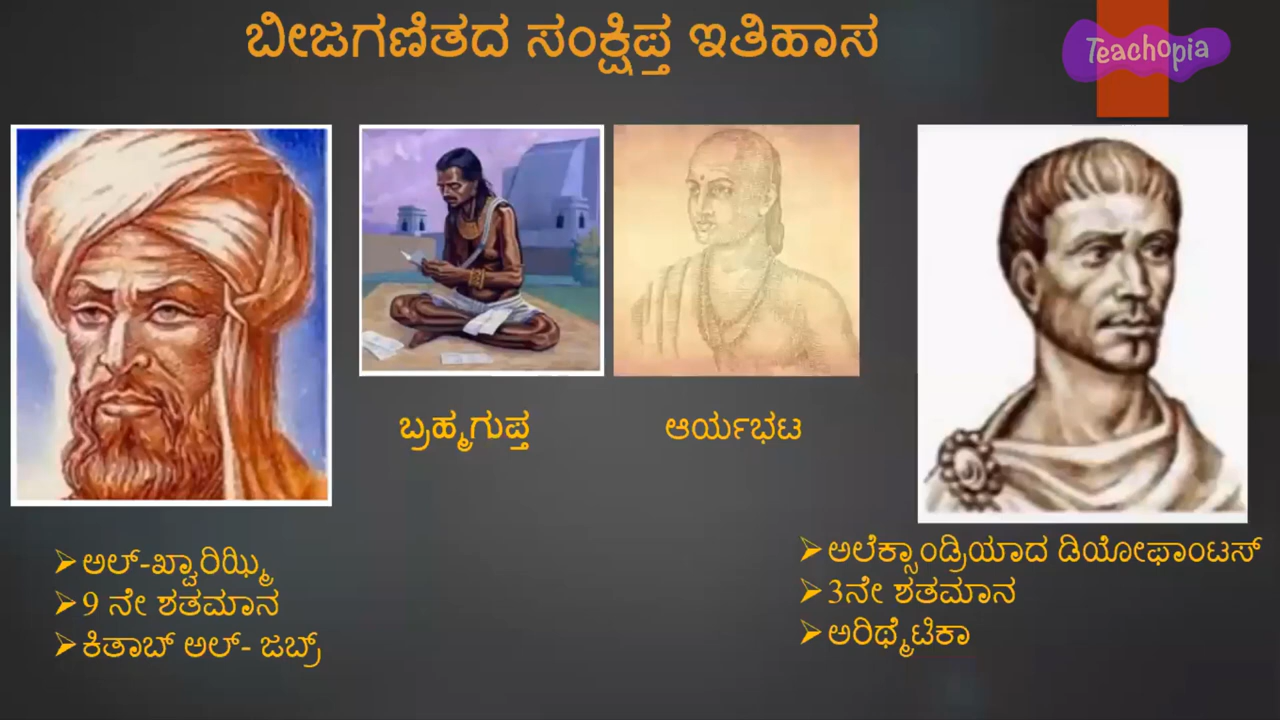 ಬೀಜಗಣಿತದ ಸಂಕ್ಷಿಪ್ತ ಇತಿಹಾಸ
Teachopia
ಬ್ರಹ್ಮಗುಪ್ತ
ಆರ್ಯಭಟ
➢ಅಲ್-ಖ್ವಾರಿಝ್ಮಿ
➢9 ನೇ ಶತಮಾನ
➢ಕಿತಾಬ್ ಅಲ್- ಜಬ್ರ್
➢ಅಲೆಕ್ಸಾಂಡ್ರಿಯಾದ ಡಿಯೋಫಾಂಟಸ್
➢3ನೇ ಶತಮಾನ
➢ಅರಿಥ್ಮೆಟಿಕಾ